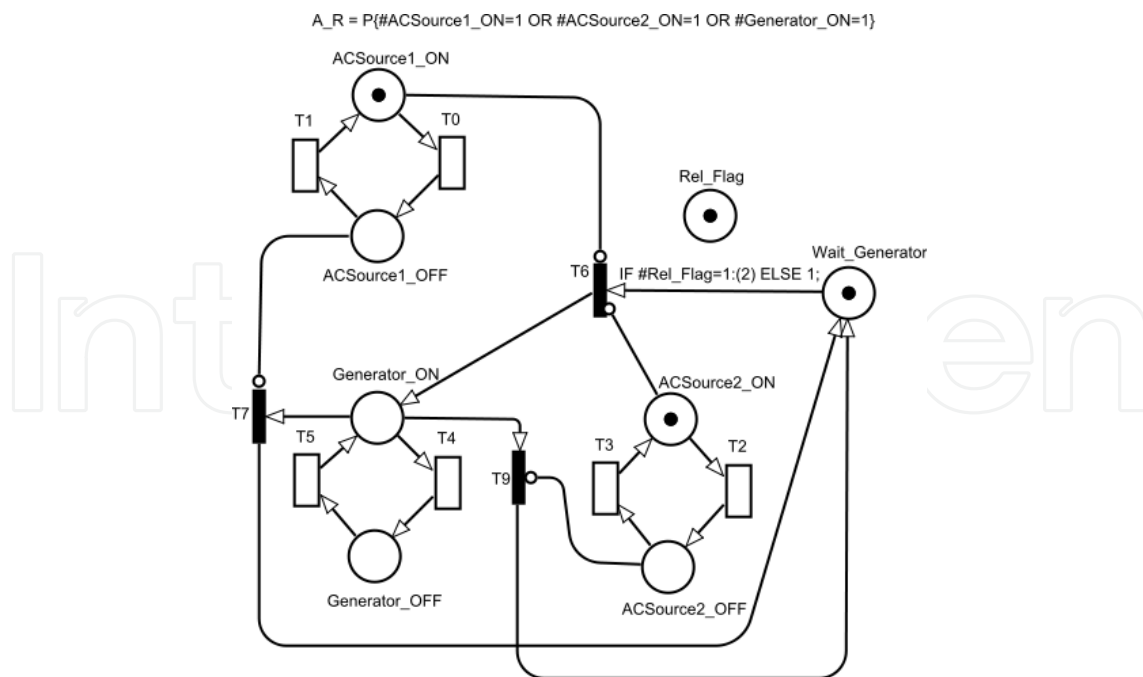 A_R = P{#ACSource1_ON=1 OR #ACSource2_ON=1 OR #Generator_ON=1}
ACSource1_ON
T1
T0
Rel_Flag
ACSource1_OFF
T6
IF #Rel_Flag=1:(2) ELSE 1;
Wait_Generator
Generator_ON
ACSource2_ON
T7
T5
T4
T9
T3
T2
Generator_OFF
ACSource2_OFF